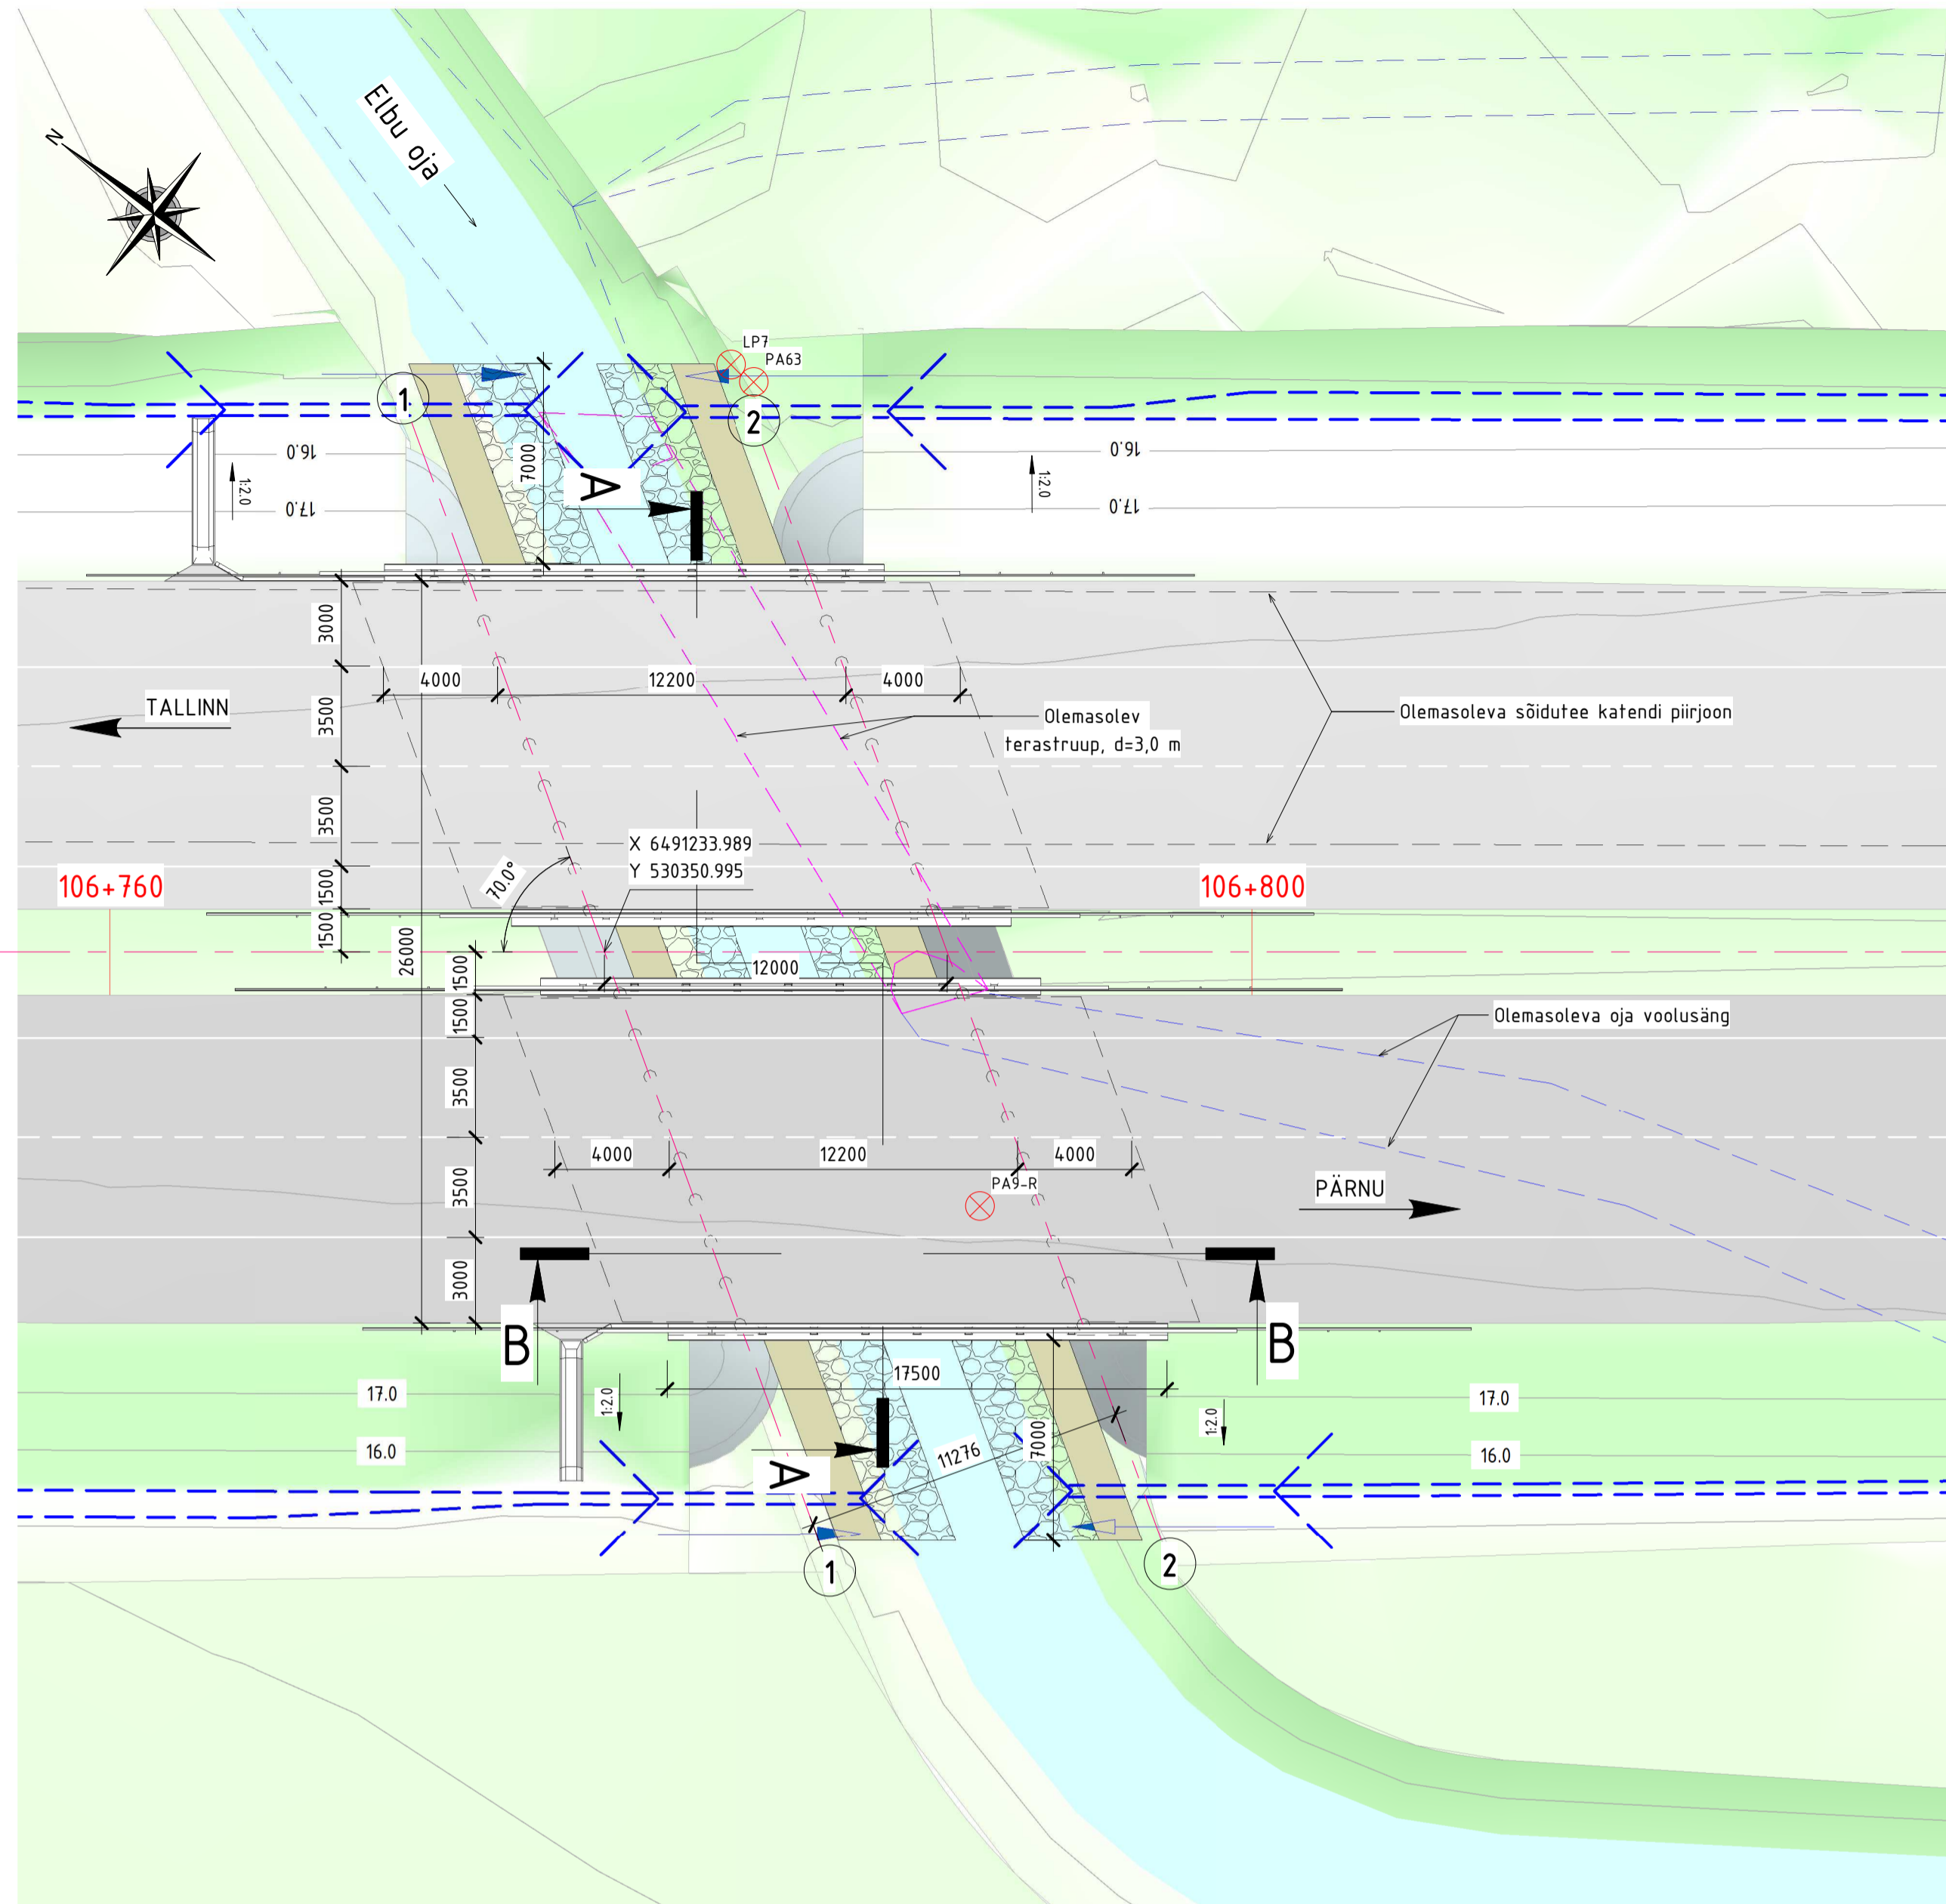 N
Elbu oja
LP7
PA63
1
2
16.0
16.0
1:2.0
1:2.0
7000
A
17.0
17.0
3000
4000
12200
4000
TALLINN
3500
Olemasolev
terastruup, d=3,0 m
Olemasoleva sõidutee katendi piirjoon
3500
X 6491233.989
Y 530350.995
70.0°
106+760
106+800
1500
1500
26000
1500
12000
1500
Olemasoleva oja voolusäng
3500
4000
12200
4000
PA9-R
PÄRNU
3500
3000
B
B
17500
17.0
1:2.0
1:2.0
17.0
7000
11276
16.0
16.0
A
1
2